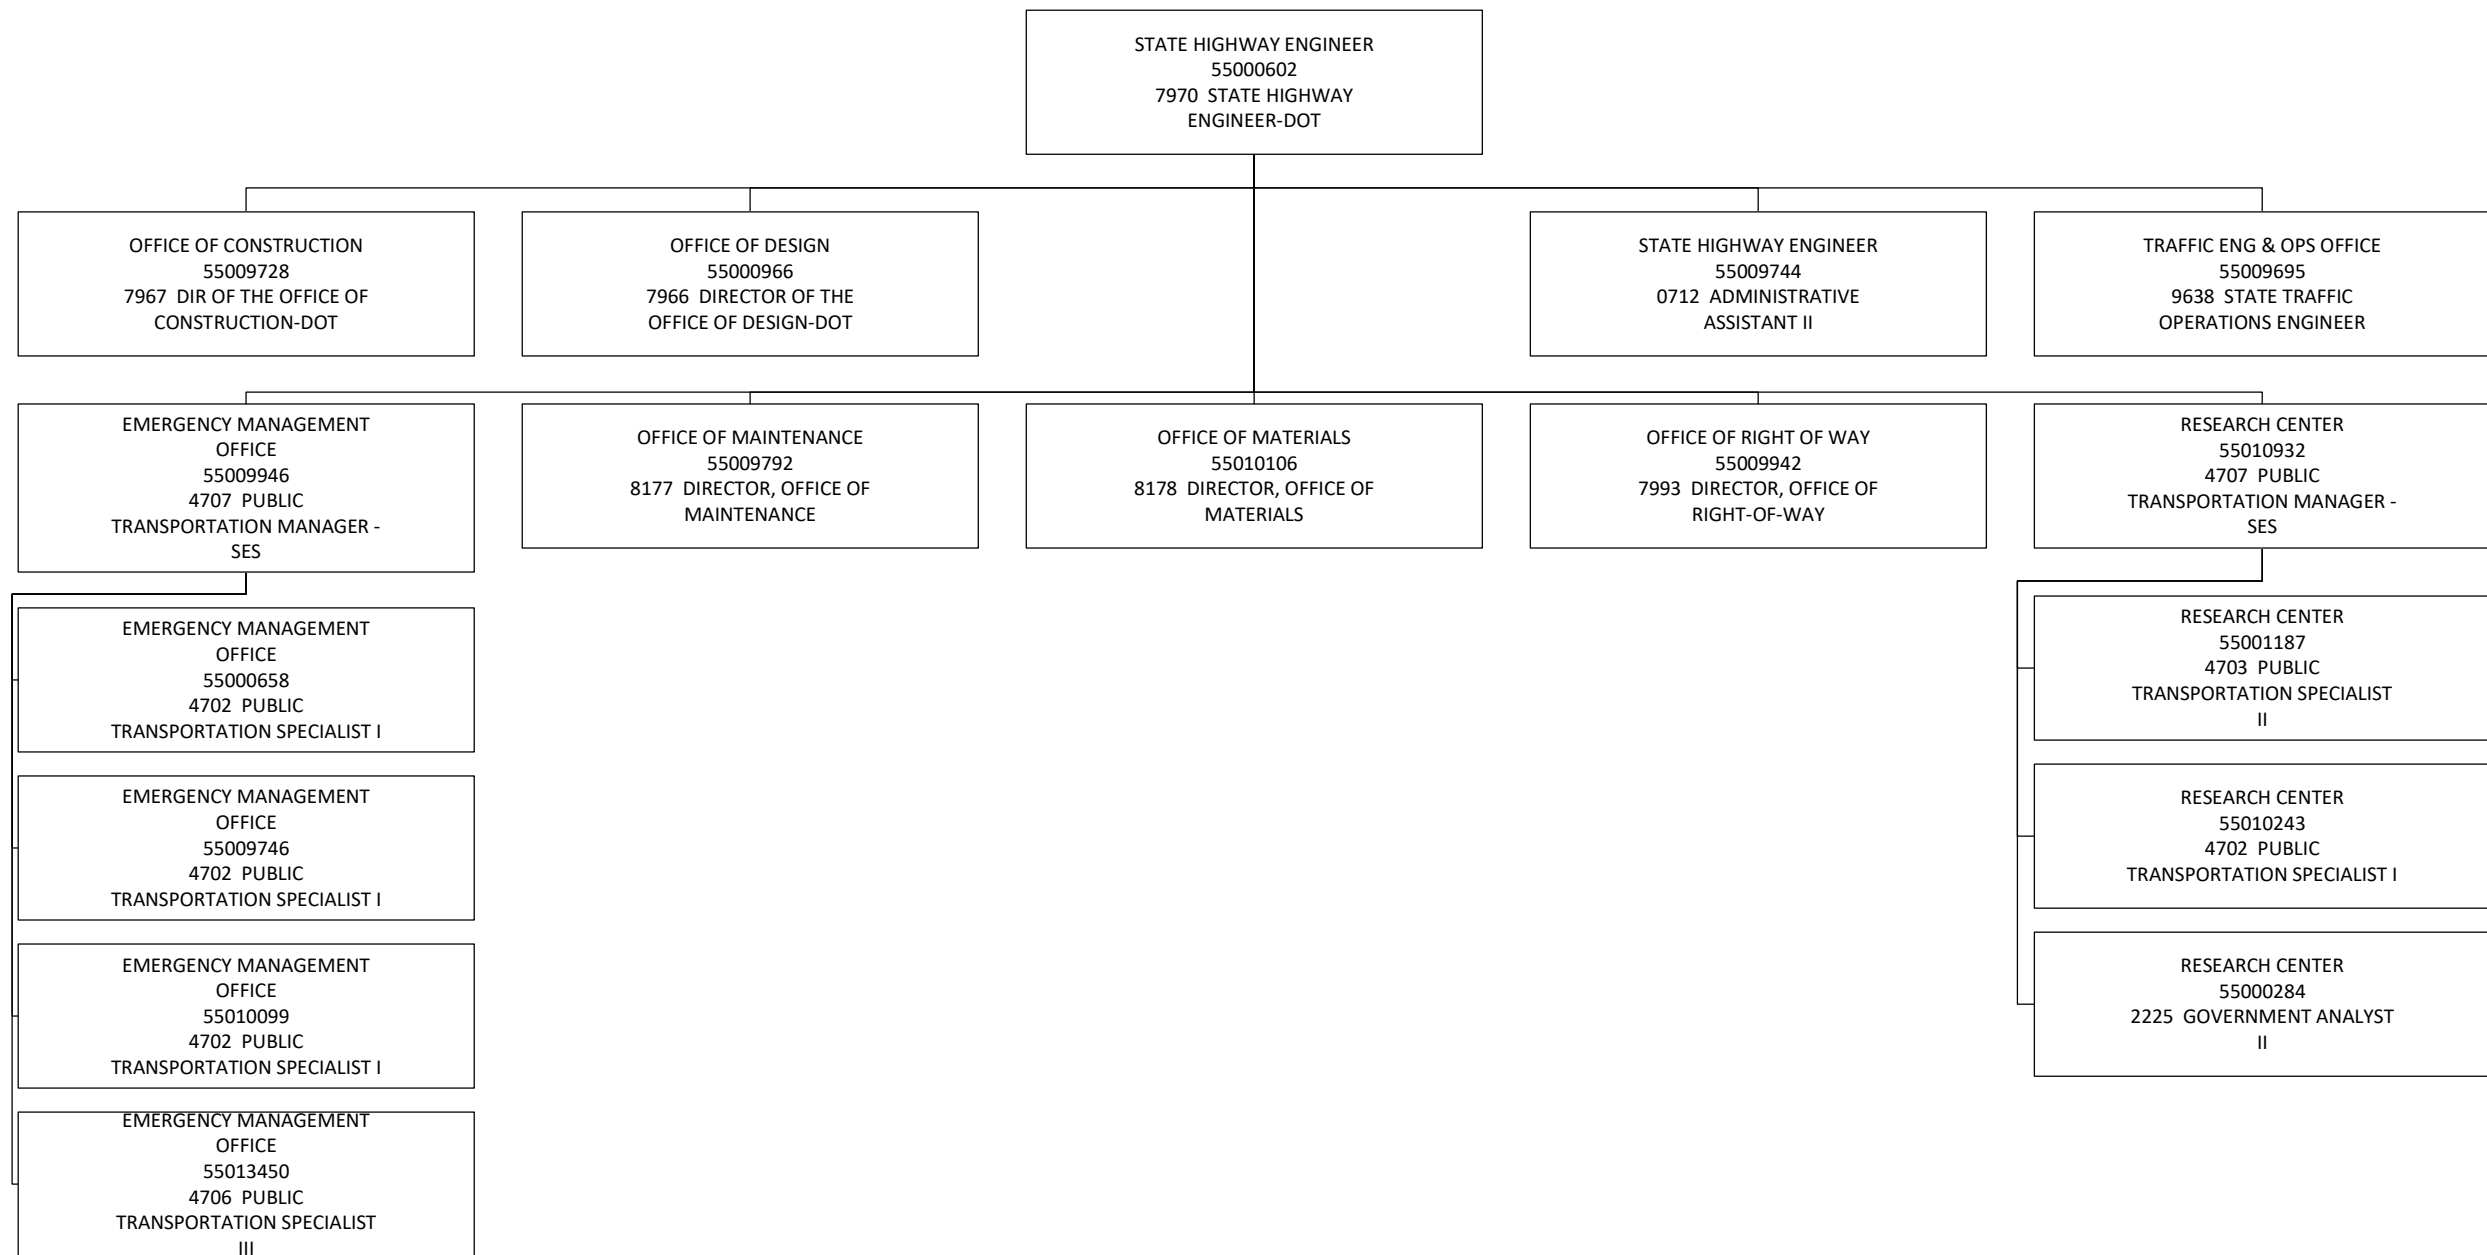 STATE HIGHWAY ENGINEER
55000602
7970  STATE HIGHWAY
ENGINEER-DOT
OFFICE OF CONSTRUCTION
55009728
7967  DIR OF THE OFFICE OF
CONSTRUCTION-DOT
OFFICE OF DESIGN
55000966
7966  DIRECTOR OF THE
OFFICE OF DESIGN-DOT
STATE HIGHWAY ENGINEER
55009744
0712  ADMINISTRATIVE
ASSISTANT II
TRAFFIC ENG & OPS OFFICE
55009695
9638  STATE TRAFFIC
OPERATIONS ENGINEER
EMERGENCY MANAGEMENT
OFFICE
55009946
4707  PUBLIC
TRANSPORTATION MANAGER -
SES
OFFICE OF MAINTENANCE
55009792
8177  DIRECTOR, OFFICE OF
MAINTENANCE
OFFICE OF MATERIALS
55010106
8178  DIRECTOR, OFFICE OF
MATERIALS
OFFICE OF RIGHT OF WAY
55009942
7993  DIRECTOR, OFFICE OF
RIGHT-OF-WAY
RESEARCH CENTER
55010932
4707  PUBLIC
TRANSPORTATION MANAGER -
SES
EMERGENCY MANAGEMENT
OFFICE
55000658
4702  PUBLIC
TRANSPORTATION SPECIALIST I
EMERGENCY MANAGEMENT
OFFICE
55009746
4702  PUBLIC
TRANSPORTATION SPECIALIST I
EMERGENCY MANAGEMENT
OFFICE
55010099
4702  PUBLIC
TRANSPORTATION SPECIALIST I
EMERGENCY MANAGEMENT
OFFICE
55013450
4706  PUBLIC
TRANSPORTATION SPECIALIST
III
RESEARCH CENTER
55001187
4703  PUBLIC
TRANSPORTATION SPECIALIST
II
RESEARCH CENTER
55010243
4702  PUBLIC
TRANSPORTATION SPECIALIST I
RESEARCH CENTER
55000284
2225  GOVERNMENT ANALYST
II